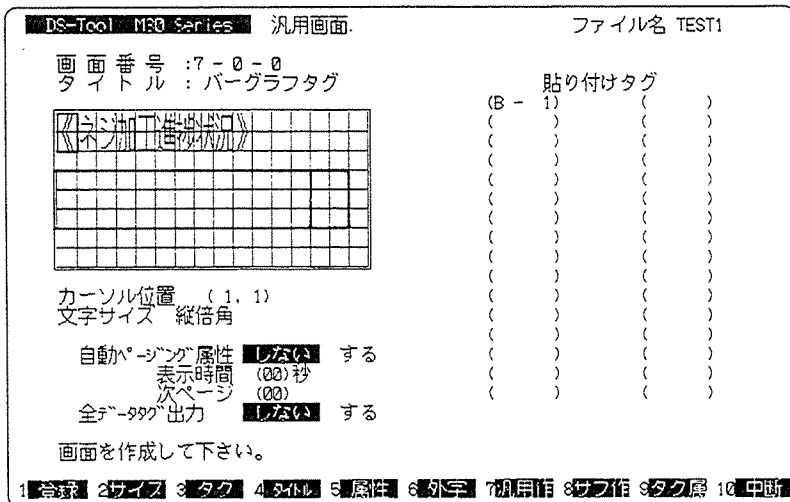 DS-Tool M30 Series 汎用画面. ファイル名 TEST1
画面番号 :7-0-0
タイトル :バーグラフタグ
貼り付けタグ
(B- 1) ( )
《ネジ加工進捗状況》
カーソル位置 (1, 1)
文字サイズ 縦倍角
自動ページング属性 しない する
表示時間 (00)秒
次ページ (00)
全データタグ出力 しない する
画面を作成して下さい。
1 登録 2サイズ 3 タグ 4 タイトル 5 属性 6 外字 7汎用作 8サブ作 9タグ属 10 中断